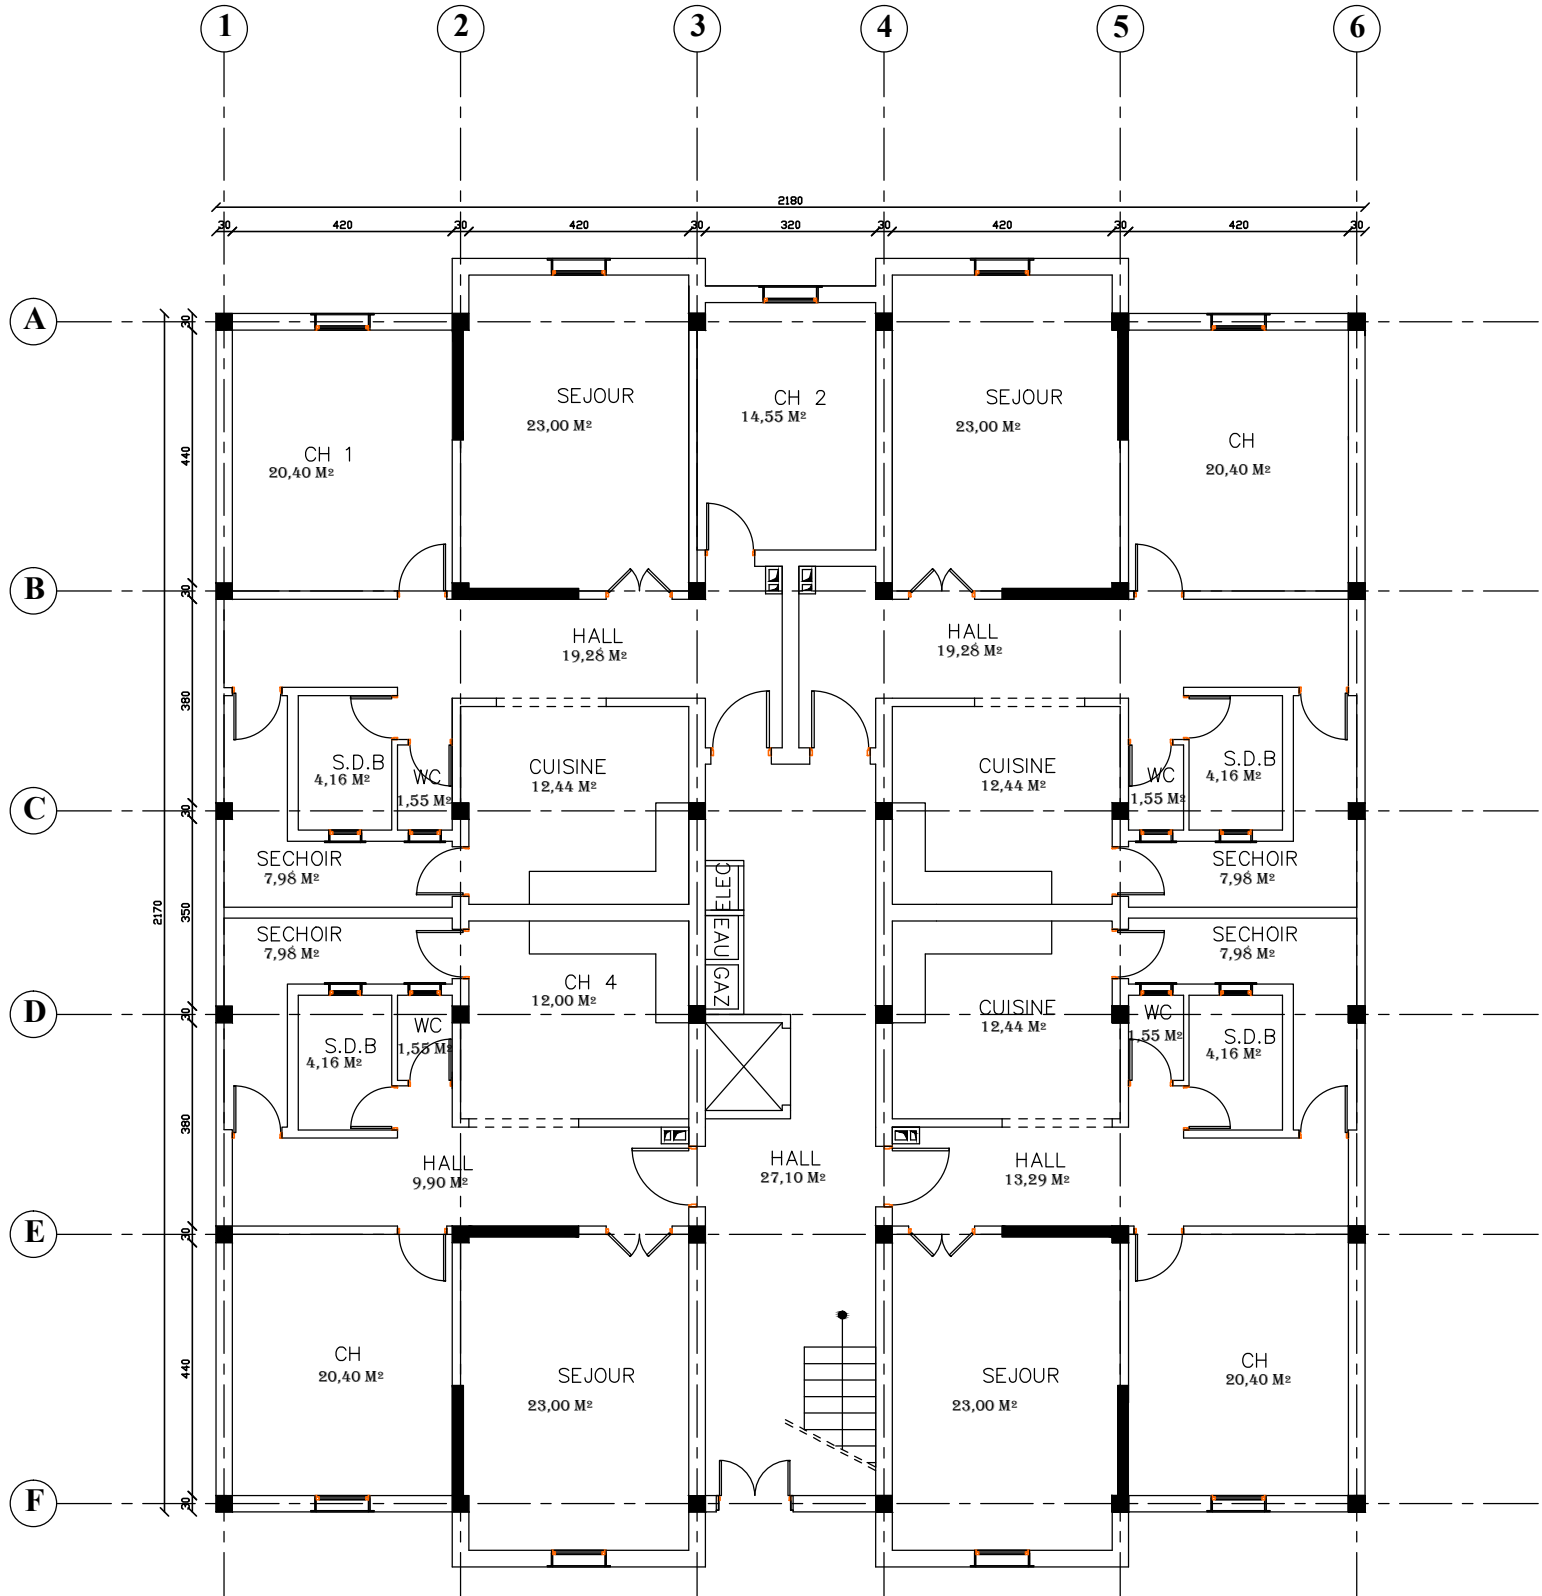 1 2 3 4 5 6
2180
30 420 30 420 30 320 30 420 30 420 30
A
30
SEJOUR
23,00 M²
CH 2
14,55 M²
SEJOUR
23,00 M²
CH 1
20,40 M²
CH
20,40 M²
440
B
30
HALL
19,28 M²
HALL
19,28 M²
380
S.D.B
4,16 M²
WC
1,55 M²
CUISINE
12,44 M²
CUISINE
12,44 M²
WC
1,55 M²
S.D.B
4,16 M²
C
30
SECHOIR
7,98 M²
ELEC
SECHOIR
7,98 M²
2170
350
SECHOIR
7,98 M²
EAU
SECHOIR
7,98 M²
CH 4
12,00 M²
GAZ
CUISINE
12,44 M²
D
30
S.D.B
4,16 M²
WC
1,55 M²
WC
1,55 M²
S.D.B
4,16 M²
380
HALL
9,90 M²
HALL
27,10 M²
HALL
13,29 M²
E
30
CH
20,40 M²
SEJOUR
23,00 M²
SEJOUR
23,00 M²
CH
20,40 M²
440
F
30